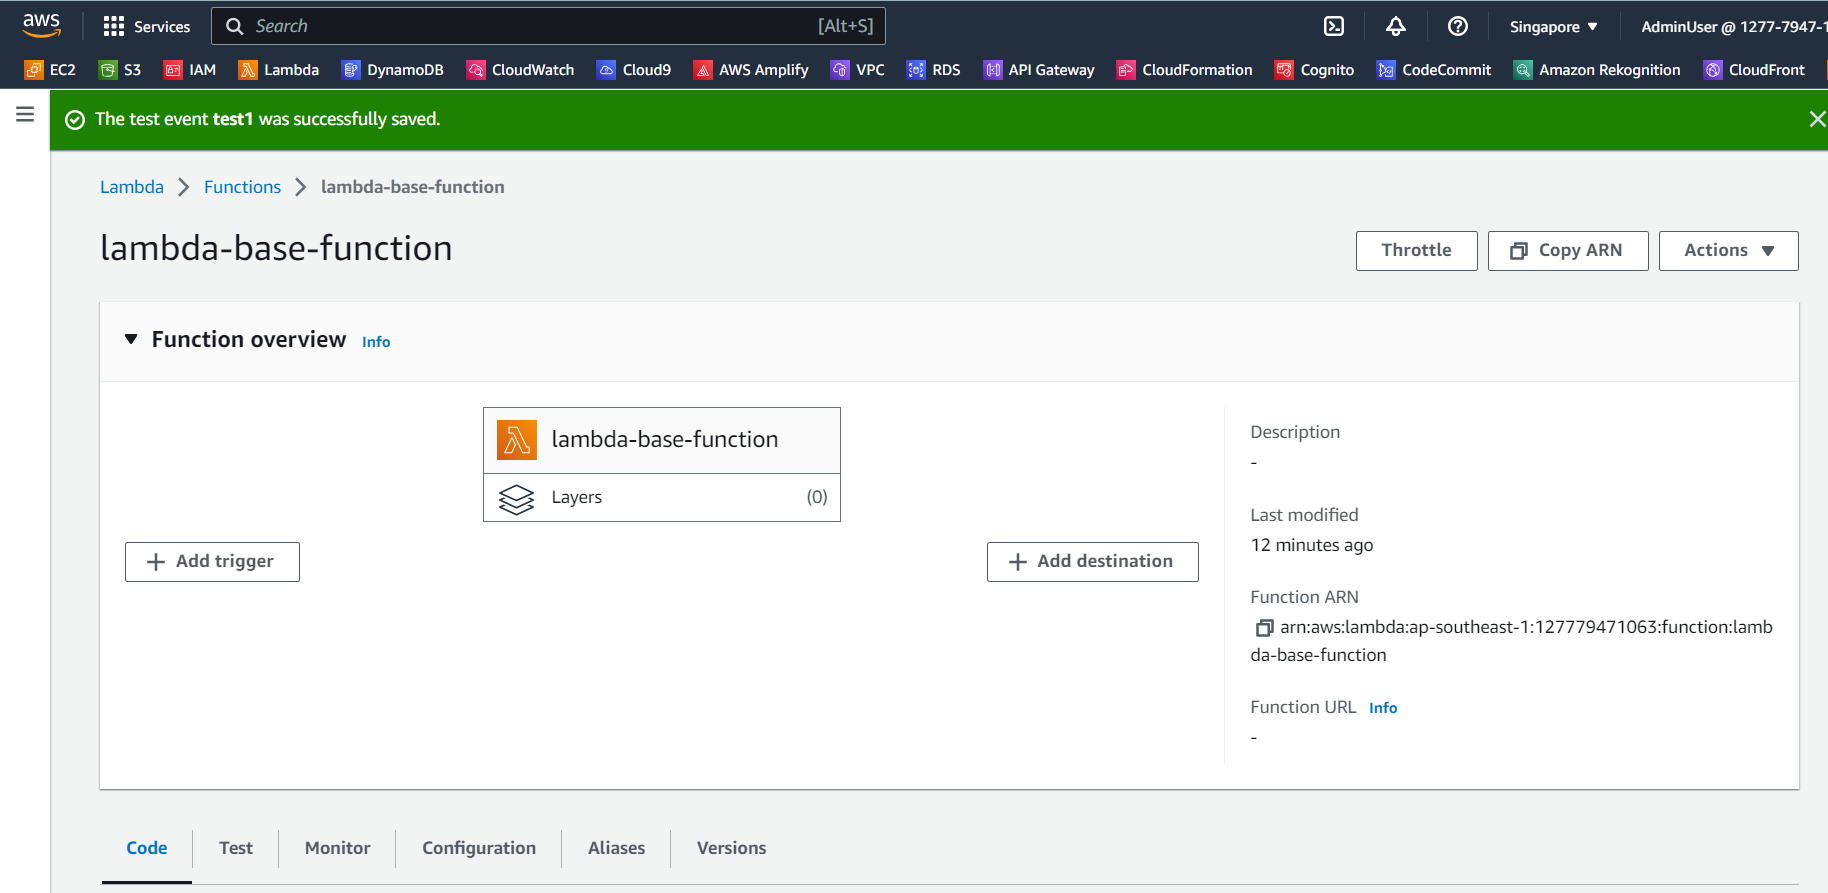 aws Services Search [Alt+S] Singapore ▼ AdminUser @ 1277-7947-1
EC2 S3 IAM Lambda DynamoDB CloudWatch Cloud9 AWS Amplify VPC RDS API Gateway CloudFormation Cognito CodeCommit Amazon Rekognition CloudFront
The test event test1 was successfully saved.
Lambda > Functions > lambda-base-function
lambda-base-function
Throttle Copy ARN Actions ▼
▼ Function overview Info
lambda-base-function
Layers (0)
+ Add trigger
+ Add destination
Description
-
Last modified
12 minutes ago
Function ARN
arn:aws:lambda:ap-southeast-1:127779471063:function:lamb
da-base-function
Function URL Info
-
Code Test Monitor Configuration Aliases Versions